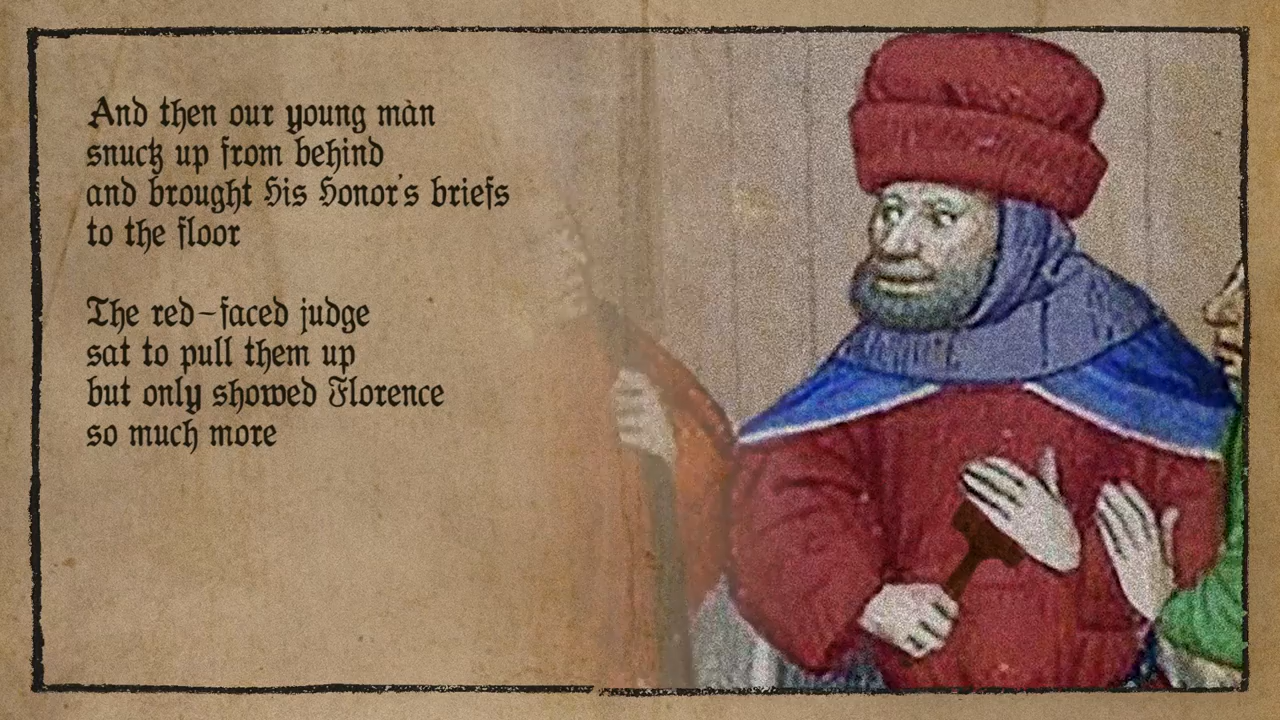 And then our young màn
snuck up from behind
and brought His Honor's briefs
to the floor
The red-faced judge
sat to pull them up
but only showed Florence
so much more